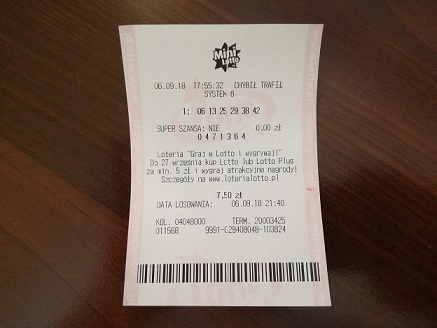 Mini
Lotto
06.09.18 17:55:32 CHYBIŁ TRAFIŁ
SYSTEM 6
1: 06 13 25 29 38 42
SUPER SZANSA: NIE 0,00 zł
0471364
Loteria "Graj w Lotto i wygrywaj!"
Do 27 września kup Lotto lub Lotto Plus
za min. 5 zł i wygraj atrakcyjne nagrody!
Szczegóły na www.loterialotto.pl
7,50 zł
DATA LOSOWANIA: 06.09.18 21:40
KOL. 04048000 TERM. 20003425
011568 9991-029408048-103824